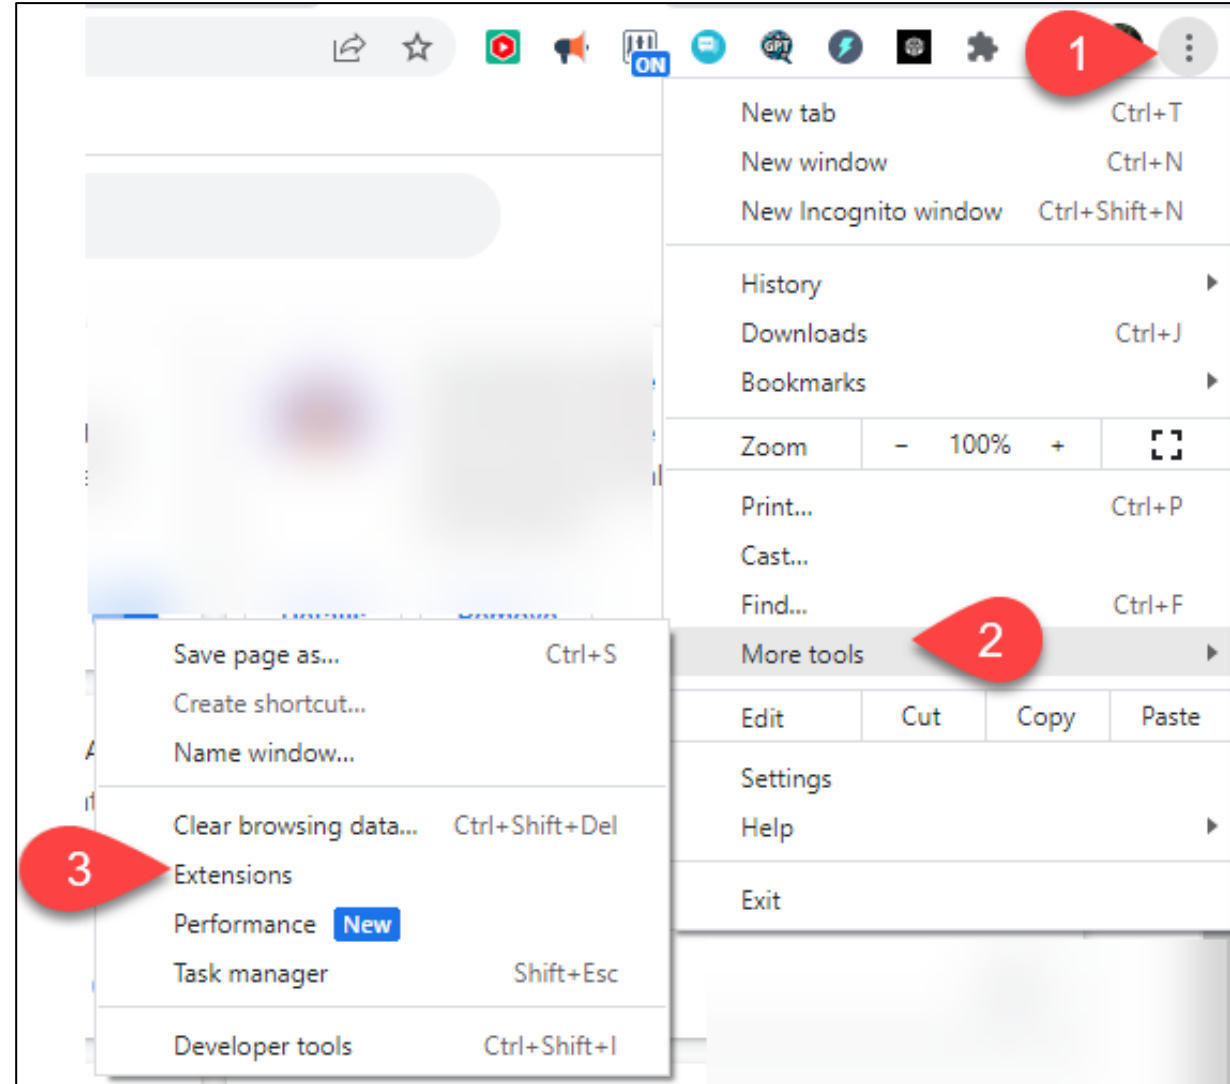 ON
GPT
1
New tab Ctrl+T
New window Ctrl+N
New Incognito window Ctrl+Shift+N
History
Downloads Ctrl+J
Bookmarks
Zoom - 100% +
Print... Ctrl+P
Cast...
Find... Ctrl+F
More tools
2
Edit Cut Copy Paste
Settings
Help
Exit
Details Remove
Save page as... Ctrl+S
Create shortcut...
Name window...
Clear browsing data... Ctrl+Shift+Del
3
Extensions
Performance New
Task manager Shift+Esc
Developer tools Ctrl+Shift+I